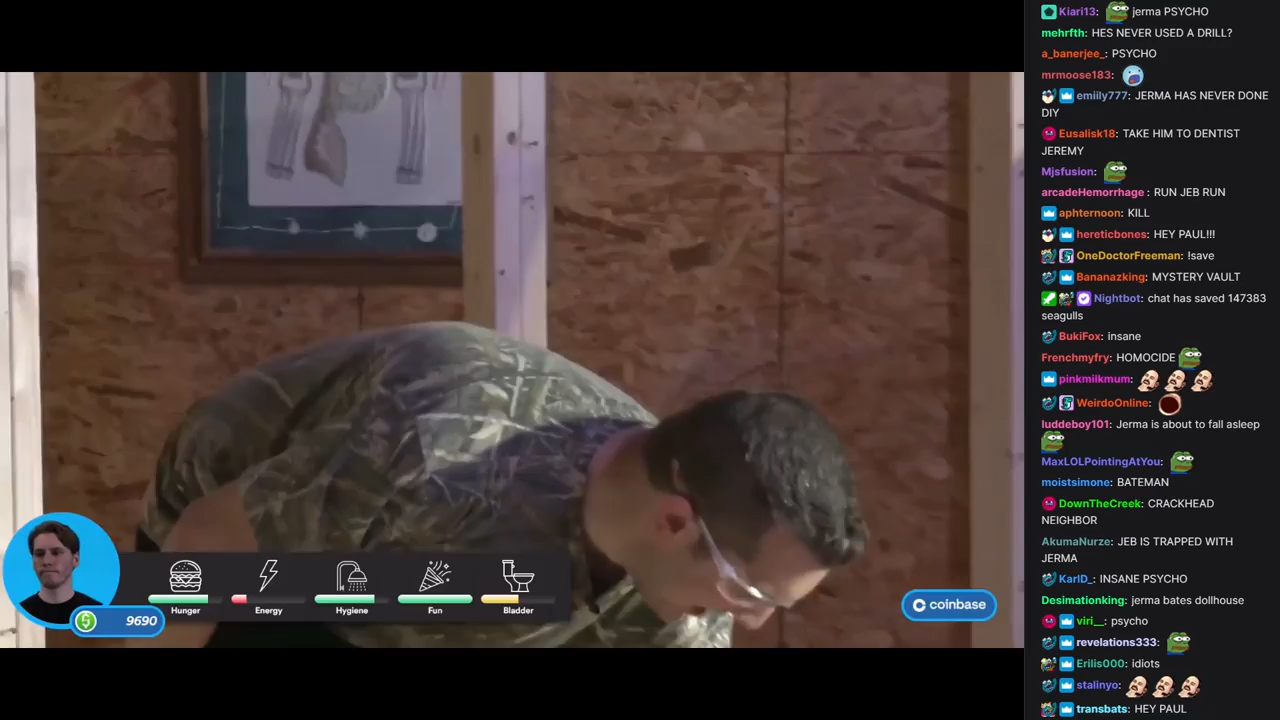 Hunger
Energy
Hygiene
Fun
Bladder
9690
coinbase
Kiari13: jerma PSYCHO
mehrfth: HES NEVER USED A DRILL?
a_banerjee_: PSYCHO
mrmoose183:
emiily777: JERMA HAS NEVER DONE
DIY
Eusalisk18: TAKE HIM TO DENTIST
JEREMY
Mjsfusion:
arcadeHemorrhage : RUN JEB RUN
aphternoon: KILL
hereticbones: HEY PAUL!!!
OneDoctorFreeman: !save
Bananazking: MYSTERY VAULT
Nightbot: chat has saved 147383
seagulls
BukiFox: insane
Frenchmyfry: HOMOCIDE
pinkmilkmum:
WeirdoOnline:
luddeboy101: Jerma is about to fall asleep
MaxLOLPointingAtYou:
moistsimone: BATEMAN
DownTheCreek: CRACKHEAD
NEIGHBOR
AkumaNurze: JEB IS TRAPPED WITH
JERMA
KarlD_: INSANE PSYCHO
Desimationking: jerma bates dollhouse
viri__: psycho
revelations333:
Erilis000: idiots
stalinyo:
transbats: HEY PAUL